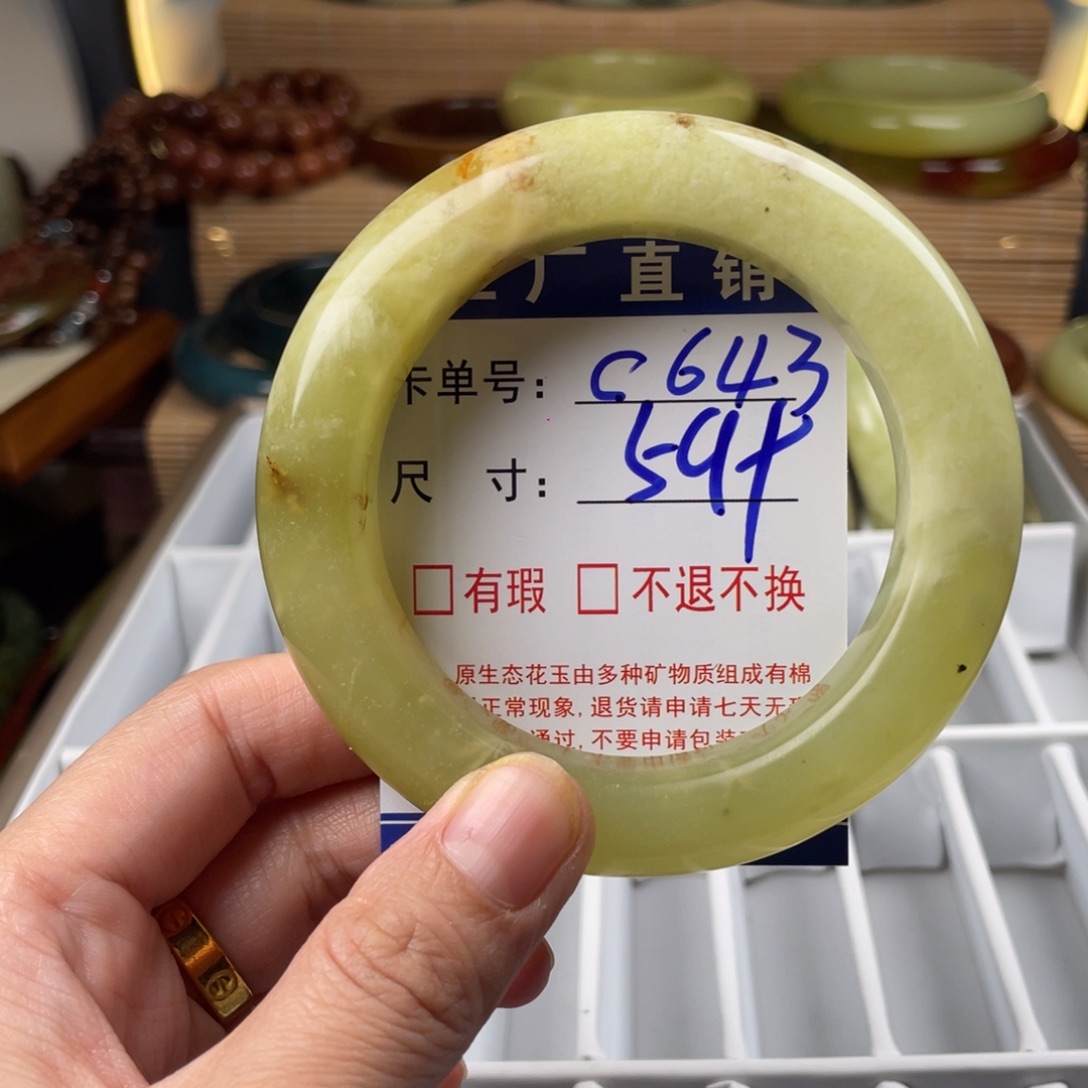 厂直销
卡单号: C643
尺 寸: 59
□有瑕 □不退不换
原生态花玉由多种矿物质组成有棉
正常现象, 退货请申请七天无
通过, 不要申请包装